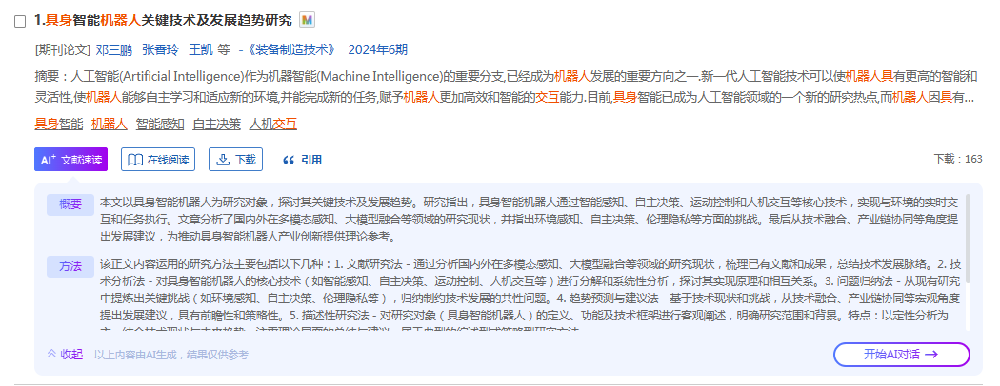 1.具身智能机器人关键技术及发展趋势研究 M
[期刊论文] 邓三鹏 张香玲 王凯 等 -《装备制造技术》 2024年6期
摘要：人工智能(Artificial Intelligence)作为机器智能(Machine Intelligence)的重要分支,已经成为机器人发展的重要方向之一.新一代人工智能技术可以使机器人具有更高的智能和
灵活性,使机器人能够自主学习和适应新的环境,并能完成新的任务,赋予机器人更加高效和智能的交互能力.目前,具身智能已成为人工智能领域的一个新的研究热点,而机器人因具有...
具身智能 机器人 智能感知 自主决策 人机交互
AI+ 文献速读 在线阅读 下载 引用 下载：163
概要 本文以具身智能机器人为研究对象，探讨其关键技术及发展趋势。研究指出，具身智能机器人通过智能感知、自主决策、运动控制和人机交互等核心技术，实现与环境的实时交
互和任务执行。文章分析了国内外在多模态感知、大模型融合等领域的研究现状，并指出环境感知、自主决策、伦理隐私等方面的挑战。最后从技术融合、产业链协同等角度提
出发展建议，为推动具身智能机器人产业创新提供理论参考。
方法 该正文内容运用的研究方法主要包括以下几种：1. 文献研究法 - 通过分析国内外在多模态感知、大模型融合等领域的研究现状，梳理已有文献和成果，总结技术发展脉络。2. 技
术分析法 - 对具身智能机器人的核心技术（如智能感知、自主决策、运动控制、人机交互等）进行分解和系统性分析，探讨其实现原理和相互关系。3. 问题归纳法 - 从现有研究
中提炼出关键挑战（如环境感知、自主决策、伦理隐私等），归纳制约技术发展的共性问题。4. 趋势预测与建议法 - 基于技术现状和挑战，从技术融合、产业链协同等宏观角度
提出发展建议，具有前瞻性和策略性。5. 描述性研究法 - 对研究对象（具身智能机器人）的定义、功能及技术框架进行客观阐述，明确研究范围和背景。特点：以定性分析为
收起 以上内容由AI生成，结果仅供参考 开始AI对话